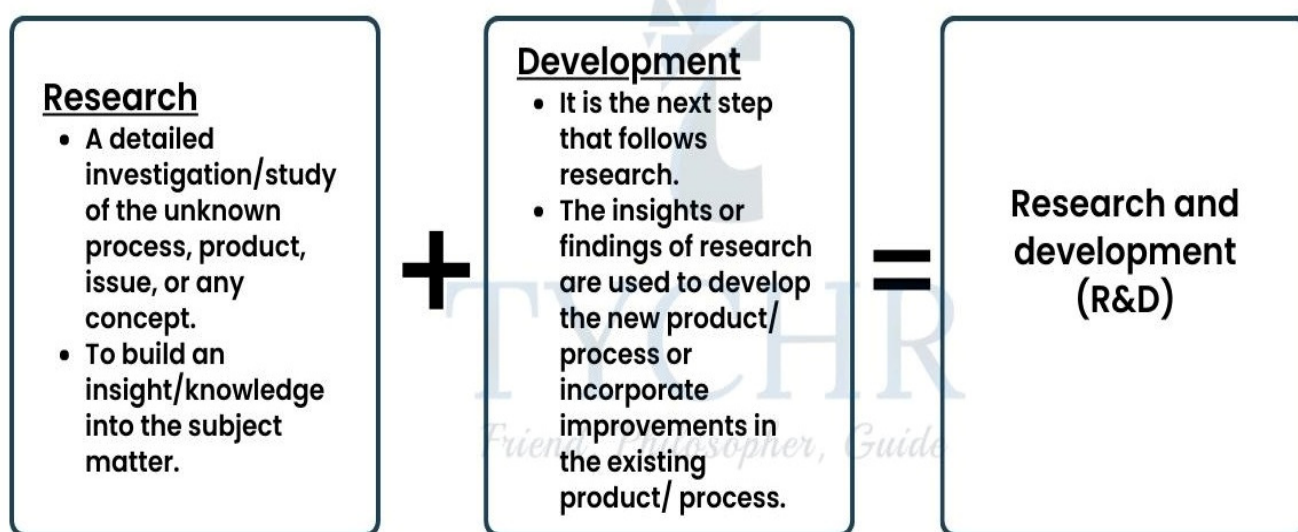 Research
• A detailed
investigation/study
of the unknown
process, product,
issue, or any
concept.
• To build an
insight/knowledge
into the subject
matter.
+
Development
• It is the next step
that follows
research.
• The insights or
findings of research
are used to develop
the new product/
process or
incorporate
improvements in
the existing
product/ process.
=
Research and
development
(R&D)
TYCHR
Friend, Philosopher, Guide